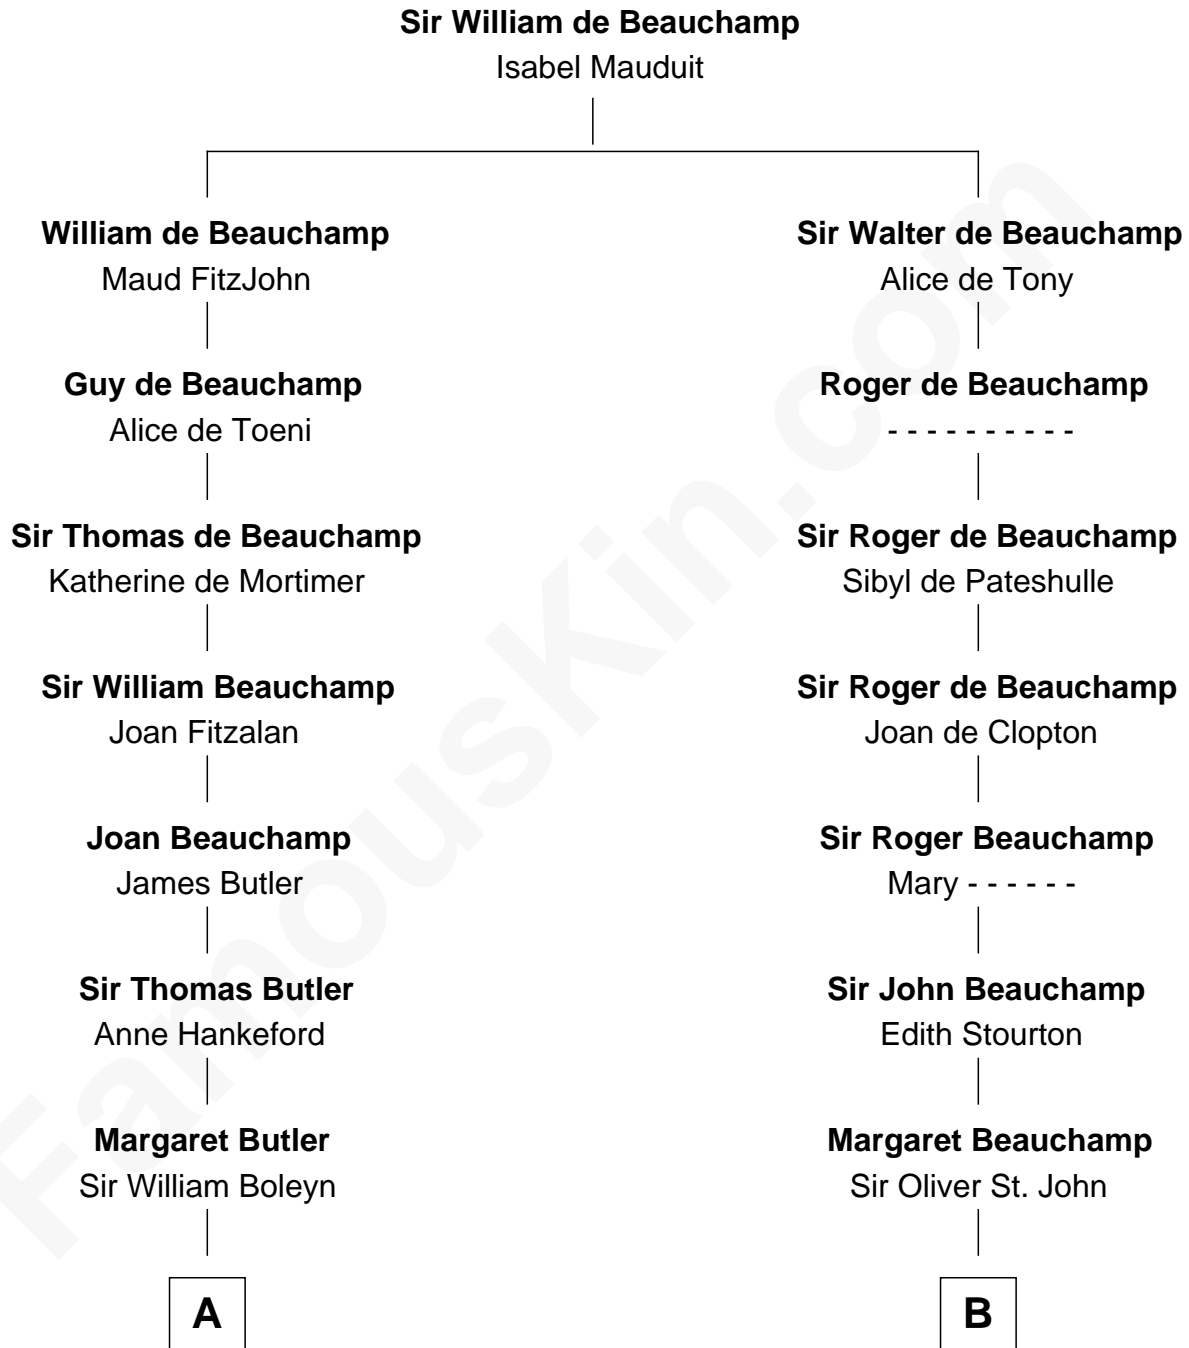 Sir William de Beauchamp
Isabel Mauduit
William de Beauchamp
Maud FitzJohn
Sir Walter de Beauchamp
Alice de Tony
Guy de Beauchamp
Alice de Toeni
Roger de Beauchamp
- - - - - - - - - -
Sir Thomas de Beauchamp
Katherine de Mortimer
Sir Roger de Beauchamp
Sibyl de Pateshulle
Sir William Beauchamp
Joan Fitzalan
Sir Roger de Beauchamp
Joan de Clopton
Joan Beauchamp
James Butler
Sir Roger Beauchamp
Mary - - - - - -
Sir Thomas Butler
Anne Hankeford
Sir John Beauchamp
Edith Stourton
Margaret Butler
Sir William Boleyn
Margaret Beauchamp
Sir Oliver St. John
A
B
FamousKin.com